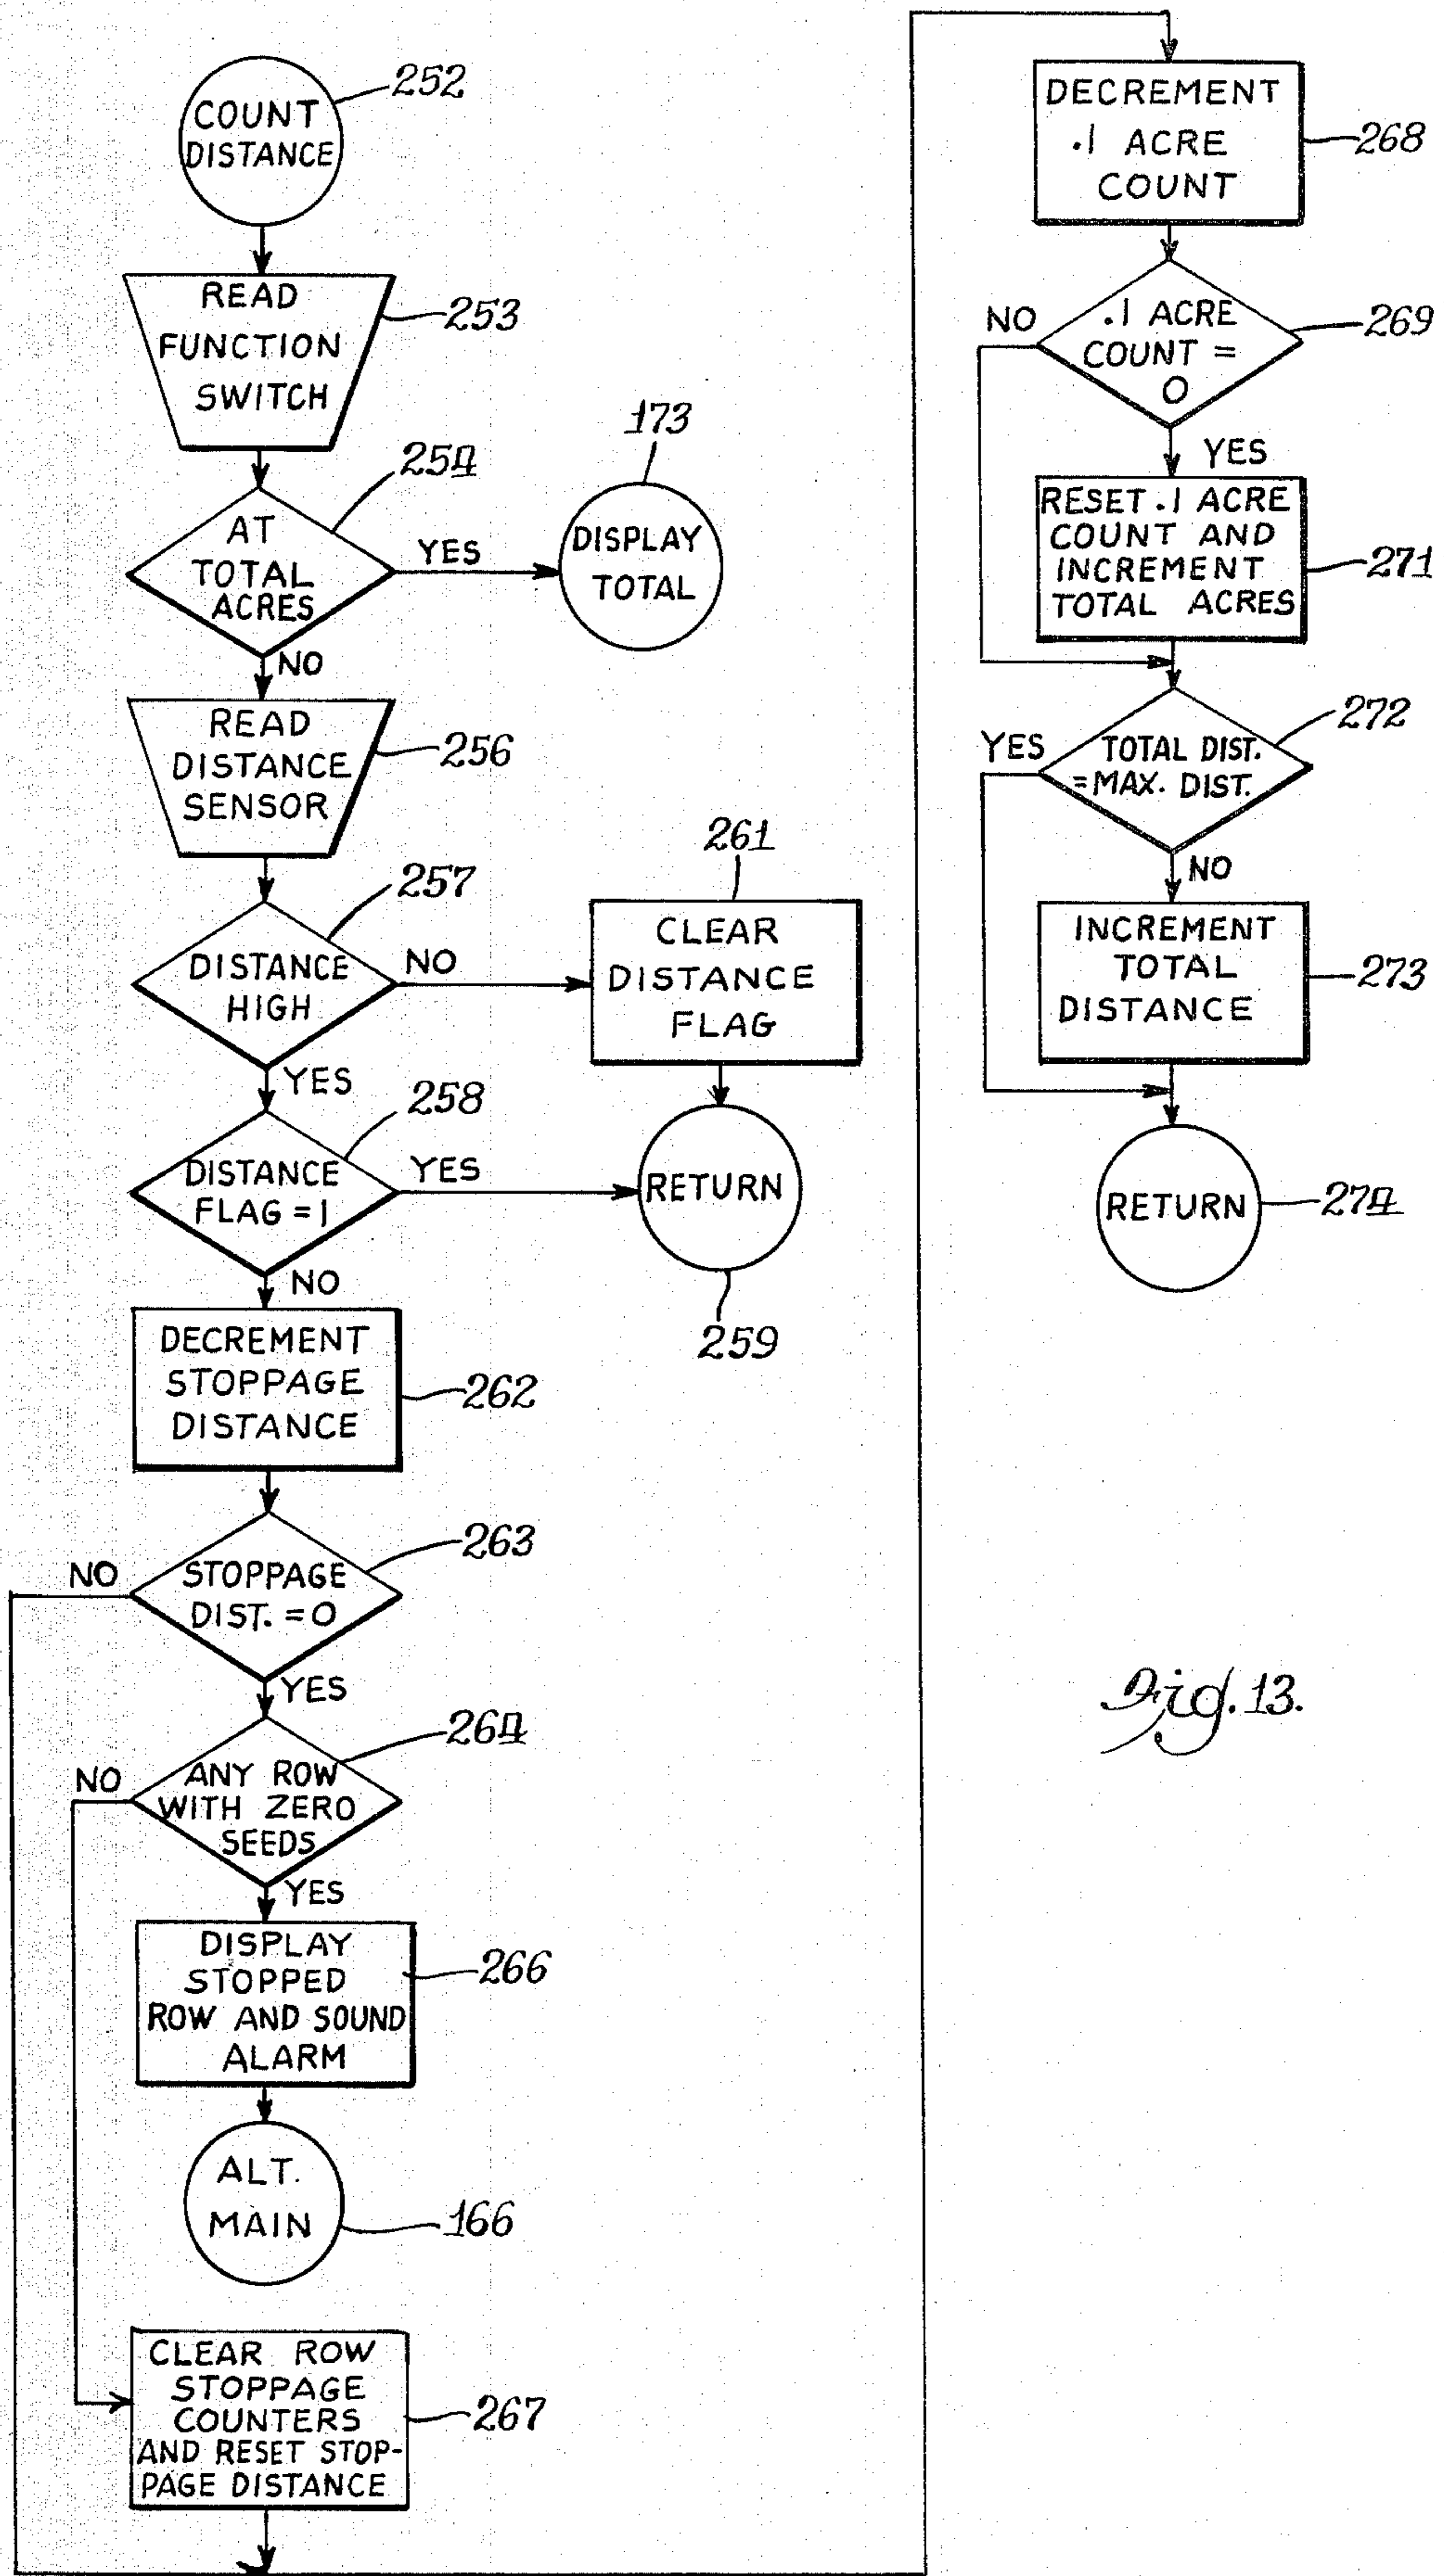 COUNT
DISTANCE
252
READ
FUNCTION
SWITCH
253
AT
TOTAL
ACRES
254
YES
DISPLAY
TOTAL
173
NO
READ
DISTANCE
SENSOR
256
DISTANCE
HIGH
257
NO
CLEAR
DISTANCE
FLAG
261
YES
DISTANCE
FLAG = 1
258
YES
RETURN
259
NO
DECREMENT
STOPPAGE
DISTANCE
262
STOPPAGE
DIST. = 0
263
NO
YES
ANY ROW
WITH ZERO
SEEDS
264
NO
YES
DISPLAY
STOPPED
ROW AND SOUND
ALARM
266
ALT.
MAIN
166
CLEAR ROW
STOPPAGE
COUNTERS
AND RESET STOP-
PAGE DISTANCE
267
DECREMENT
.1 ACRE
COUNT
268
.1 ACRE
COUNT =
0
269
NO
YES
RESET .1 ACRE
COUNT AND
INCREMENT
TOTAL ACRES
271
TOTAL DIST.
=MAX. DIST.
272
YES
NO
INCREMENT
TOTAL
DISTANCE
273
RETURN
274
Fig. 13.